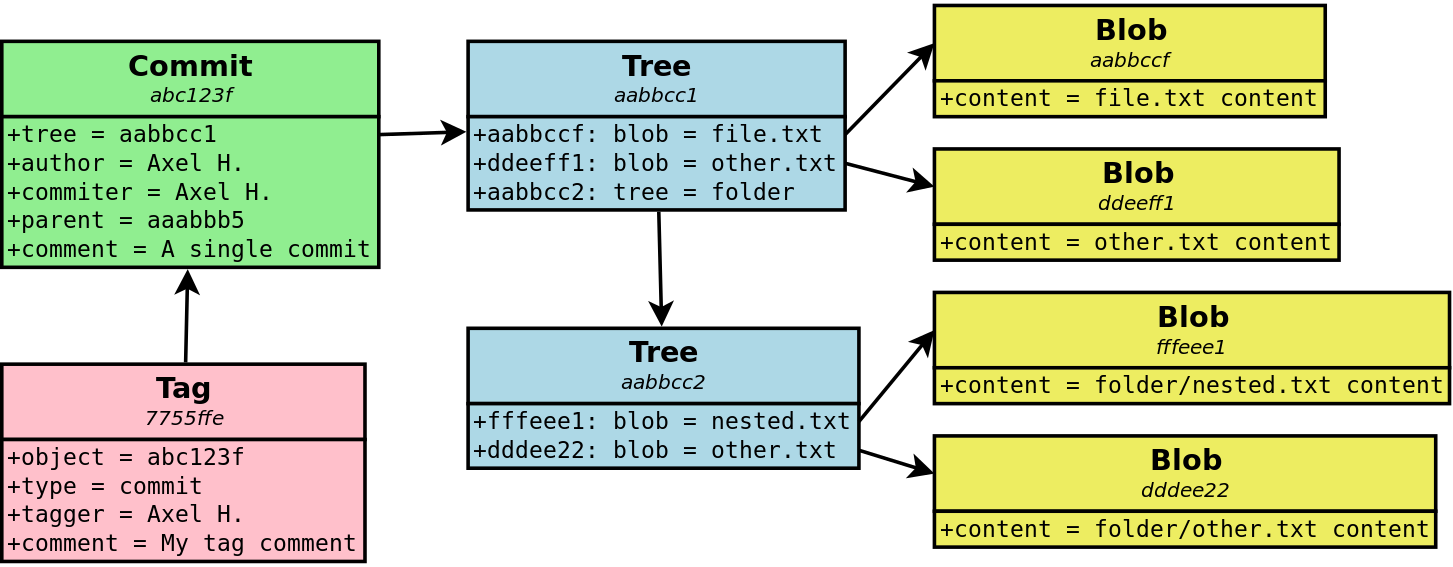 Commit
abc123f
+tree = aabbcc1
+author = Axel H.
+commiter = Axel H.
+parent = aaabbb5
+comment = A single commit
Tag
7755ffe
+object = abc123f
+type = commit
+tagger = Axel H.
+comment = My tag comment
Tree
aabbcc1
+aabbccf: blob = file.txt
+ddeeff1: blob = other.txt
+aabbcc2: tree = folder
Tree
aabbcc2
+fffeee1: blob = nested.txt
+dddee22: blob = other.txt
Blob
aabbccf
+content = file.txt content
Blob
ddeeff1
+content = other.txt content
Blob
fffeee1
+content = folder/nested.txt content
Blob
dddee22
+content = folder/other.txt content